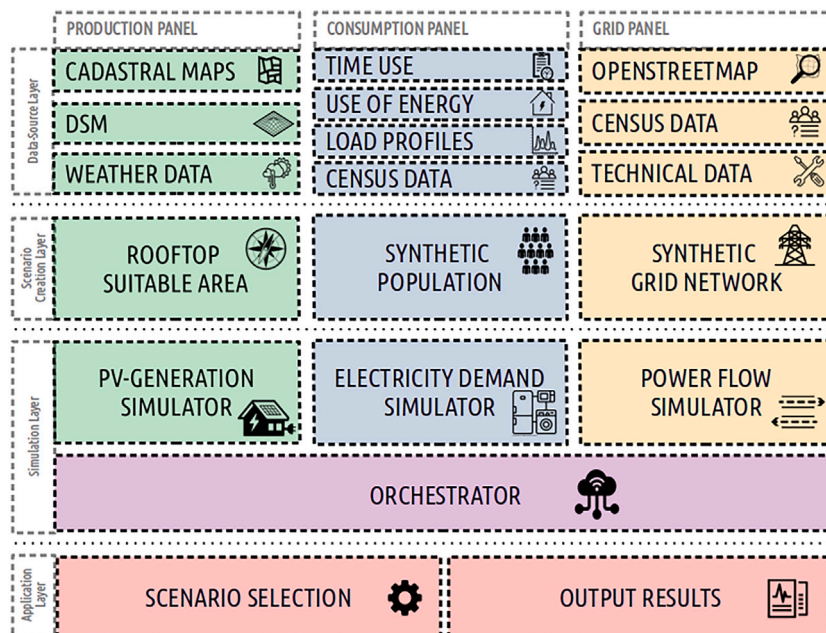 PRODUCTION PANEL
CONSUMPTION PANEL
GRID PANEL
Data-Source Layer
CADASTRAL MAPS
DSM
WEATHER DATA
TIME USE
USE OF ENERGY
LOAD PROFILES
CENSUS DATA
OPENSTREETMAP
CENSUS DATA
TECHNICAL DATA
Scenario
Creation Layer
ROOFTOP
SUITABLE AREA
SYNTHETIC
POPULATION
SYNTHETIC
GRID NETWORK
Simulation Layer
PV-GENERATION
SIMULATOR
ELECTRICITY DEMAND
SIMULATOR
POWER FLOW
SIMULATOR
ORCHESTRATOR
Application
Layer
SCENARIO SELECTION
OUTPUT RESULTS